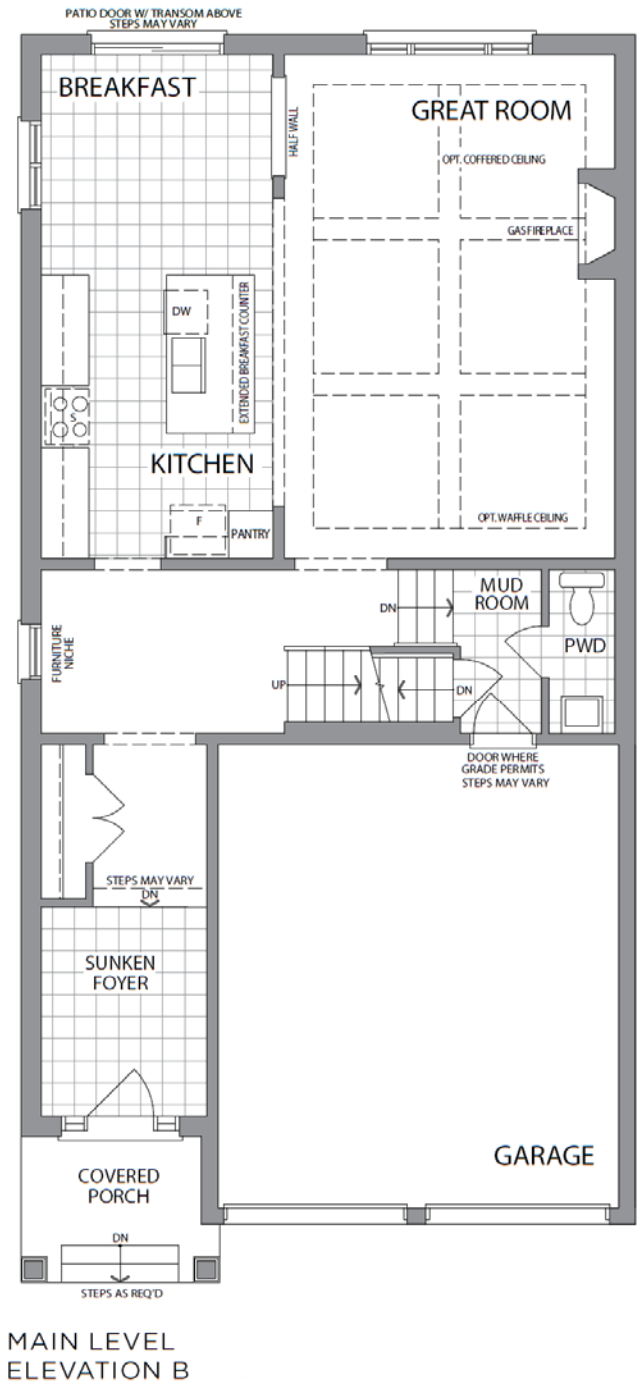 PATIO DOOR W/ TRANSOM ABOVE
STEPS MAY VARY
BREAKFAST
GREAT ROOM
HALF WALL
OPT. COFFERED CEILING
GAS FIREPLACE
DW
EXTENDED BREAKFAST COUNTER
S
KITCHEN
F
PANTRY
OPT. WAFFLE CEILING
MUD
ROOM
DN
PWD
FURNITURE
NICHE
UP
DN
DOOR WHERE
GRADE PERMITS
STEPS MAY VARY
STEPS MAY VARY
DN
SUNKEN
FOYER
GARAGE
COVERED
PORCH
DN
STEPS AS REQ'D
MAIN LEVEL
ELEVATION B